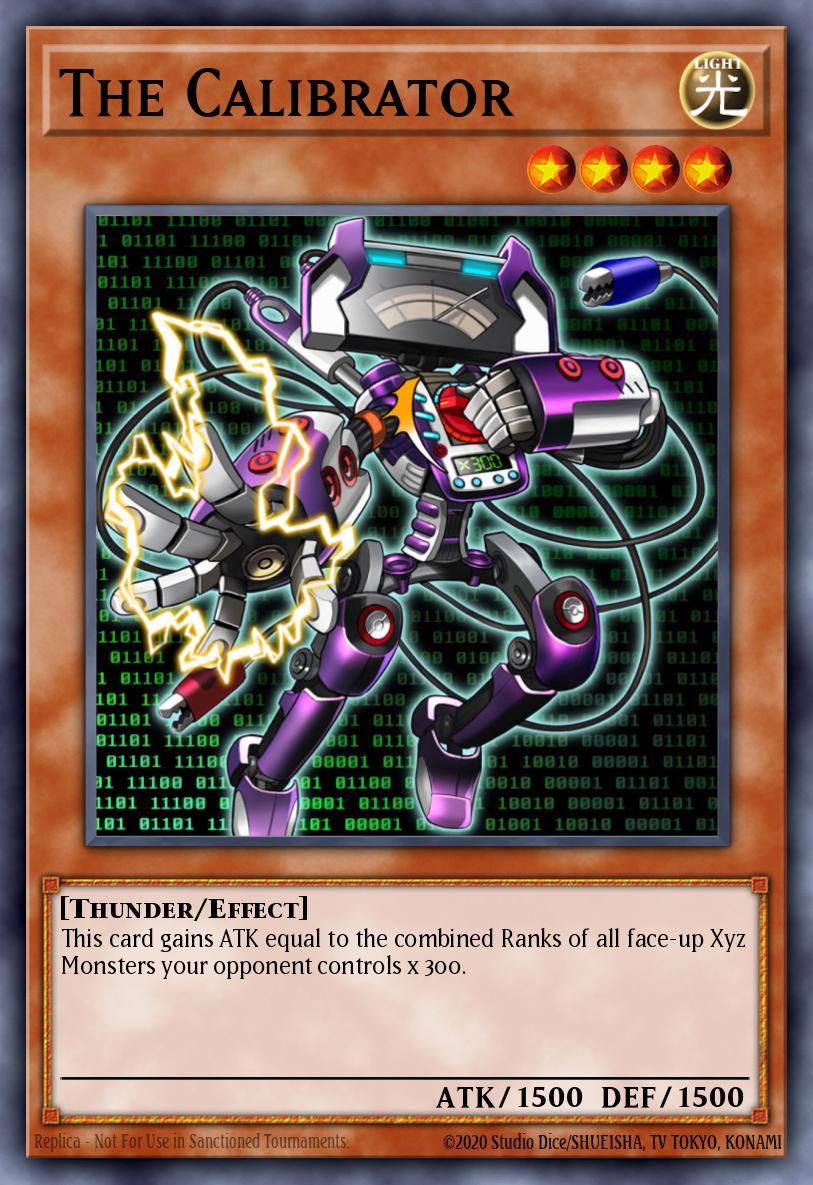 The Calibrator
LIGHT
光
x300
[Thunder/Effect]
This card gains ATK equal to the combined Ranks of all face-up Xyz
Monsters your opponent controls x 300.
ATK/1500 DEF/1500
Replica - Not For Use in Sanctioned Tournaments.
©2020 Studio Dice/SHUEISHA, TV TOKYO, KONAMI